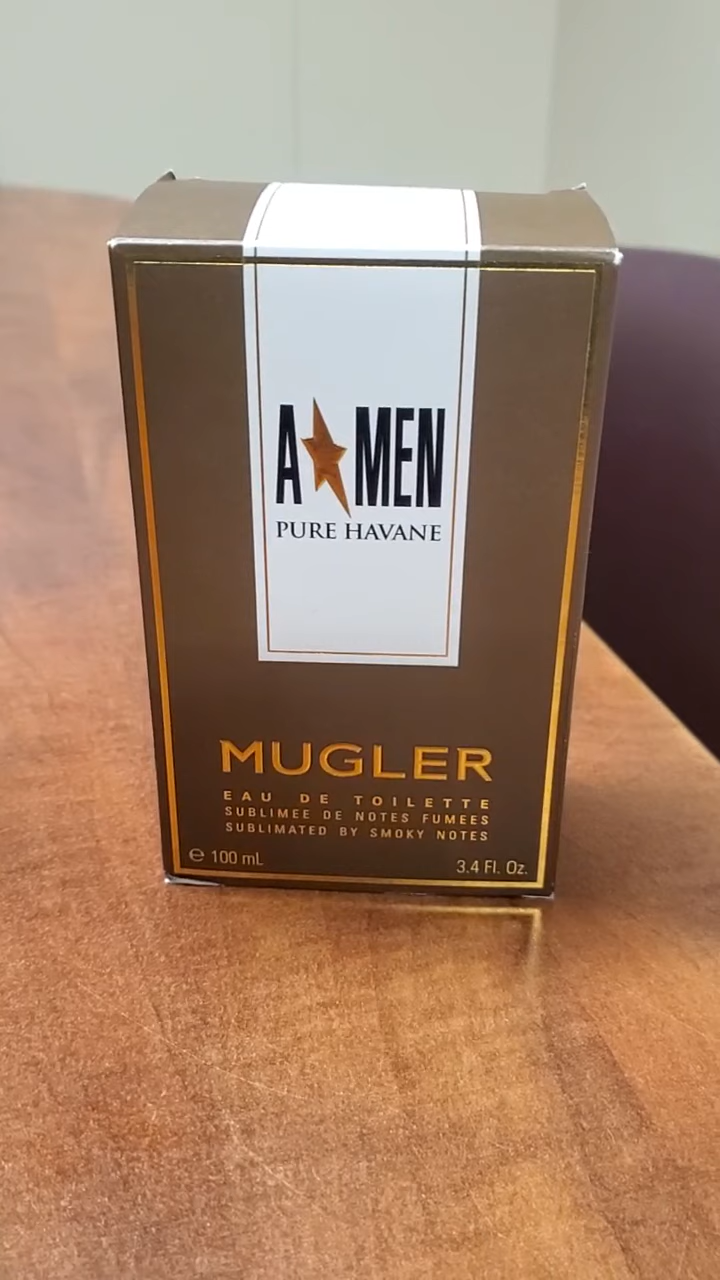 A★MEN
PURE HAVANE
MUGLER
EAU DE TOILETTE
SUBLIMEE DE NOTES FUMEES
SUBLIMATED BY SMOKY NOTES
℮ 100 mL 3.4 Fl. Oz.